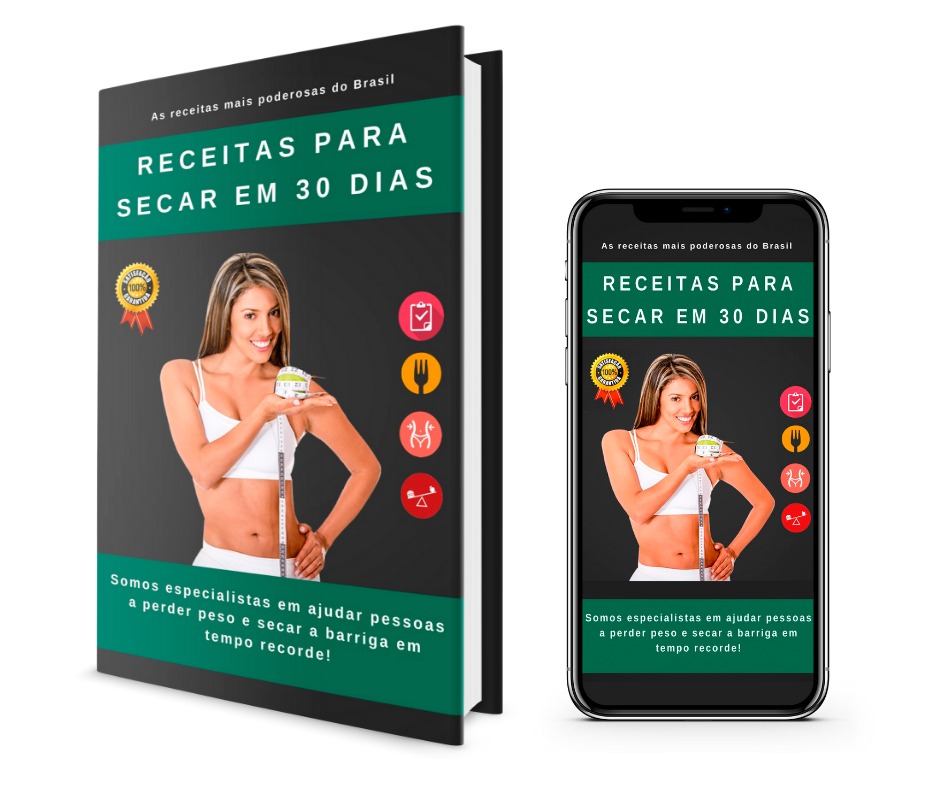 As receitas mais poderosas do Brasil
RECEITAS PARA
SECAR EM 30 DIAS
SATISFAÇÃO
100%
GARANTIDA
Somos especialistas em ajudar pessoas
a perder peso e secar a barriga em
tempo recorde!
As receitas mais poderosas do Brasil
RECEITAS PARA
SECAR EM 30 DIAS
SATISFAÇÃO
100%
GARANTIDA
Somos especialistas em ajudar pessoas
a perder peso e secar a barriga em
tempo recorde!